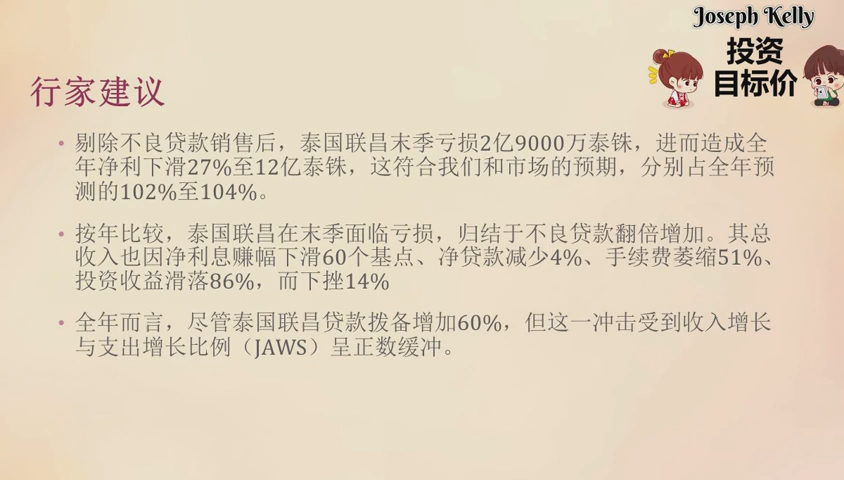 Joseph Kelly
投资
目标价
行家建议
• 剔除不良贷款销售后，泰国联昌末季亏损2亿9000万泰铢，进而造成全
年净利下滑27%至12亿泰铢，这符合我们和市场的预期，分别占全年预
测的102%至104%。
• 按年比较，泰国联昌在末季面临亏损，归结于不良贷款翻倍增加。其总
收入也因净利息赚幅下滑60个基点、净贷款减少4%、手续费萎缩51%、
投资收益滑落86%，而下挫14%
• 全年而言，尽管泰国联昌贷款拨备增加60%，但这一冲击受到收入增长
与支出增长比例（JAWS）呈正数缓冲。